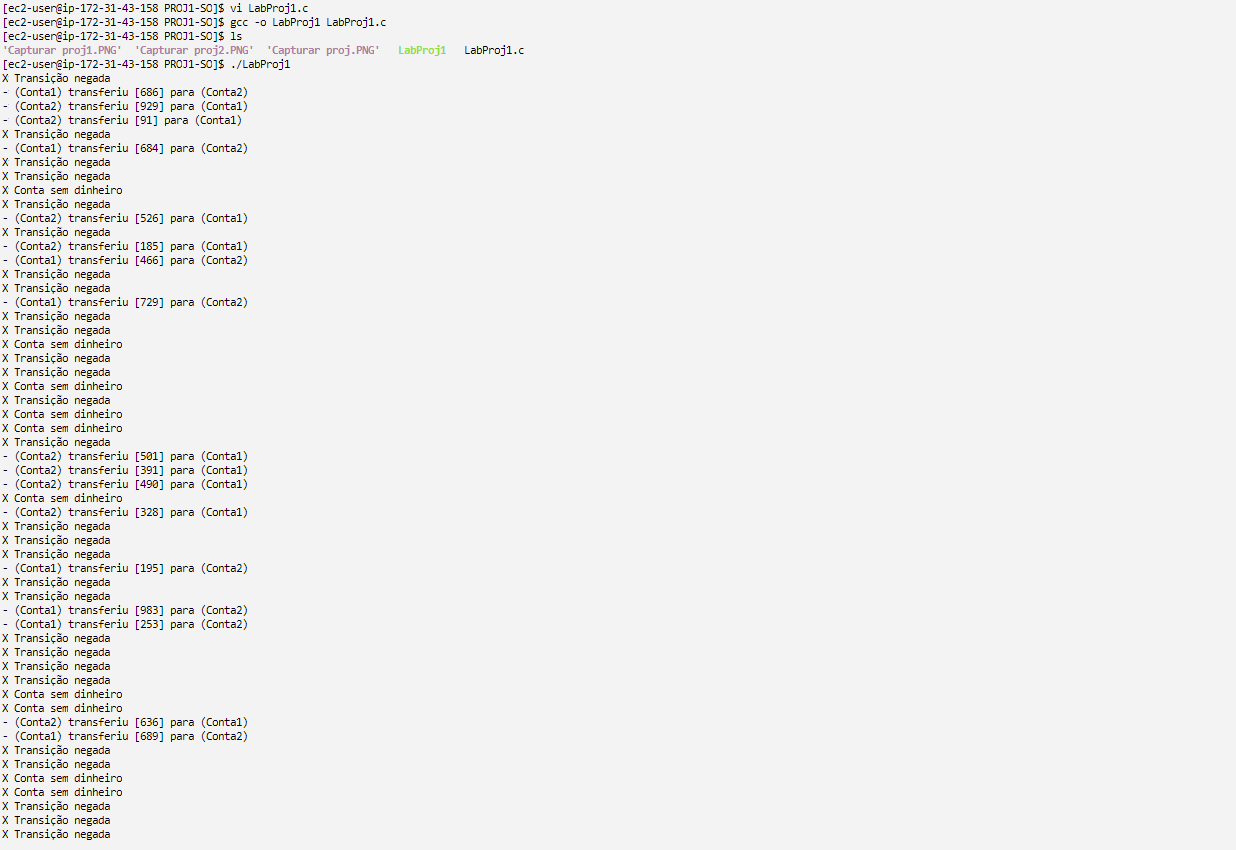 [ec2-user@ip-172-31-43-158 PROJ1-SO]$ vi LabProj1.c
[ec2-user@ip-172-31-43-158 PROJ1-SO]$ gcc -o LabProj1 LabProj1.c
[ec2-user@ip-172-31-43-158 PROJ1-SO]$ ls
'Capturar proj1.PNG'  'Capturar proj2.PNG'  'Capturar proj.PNG'   LabProj1   LabProj1.c
[ec2-user@ip-172-31-43-158 PROJ1-SO]$ ./LabProj1
X Transição negada
- (Conta1) transferiu [686] para (Conta2)
- (Conta2) transferiu [929] para (Conta1)
- (Conta2) transferiu [91] para (Conta1)
X Transição negada
- (Conta1) transferiu [684] para (Conta2)
X Transição negada
X Transição negada
X Conta sem dinheiro
X Transição negada
- (Conta2) transferiu [526] para (Conta1)
X Transição negada
- (Conta2) transferiu [185] para (Conta1)
- (Conta1) transferiu [466] para (Conta2)
X Transição negada
X Transição negada
- (Conta1) transferiu [729] para (Conta2)
X Transição negada
X Transição negada
X Conta sem dinheiro
X Transição negada
X Transição negada
X Conta sem dinheiro
X Transição negada
X Conta sem dinheiro
X Conta sem dinheiro
X Transição negada
- (Conta2) transferiu [501] para (Conta1)
- (Conta2) transferiu [391] para (Conta1)
- (Conta2) transferiu [490] para (Conta1)
X Conta sem dinheiro
- (Conta2) transferiu [328] para (Conta1)
X Transição negada
X Transição negada
X Transição negada
- (Conta1) transferiu [195] para (Conta2)
X Transição negada
X Transição negada
- (Conta1) transferiu [983] para (Conta2)
- (Conta1) transferiu [253] para (Conta2)
X Transição negada
X Transição negada
X Transição negada
X Transição negada
X Conta sem dinheiro
X Conta sem dinheiro
- (Conta2) transferiu [636] para (Conta1)
- (Conta1) transferiu [689] para (Conta2)
X Transição negada
X Transição negada
X Conta sem dinheiro
X Conta sem dinheiro
X Transição negada
X Transição negada
X Transição negada